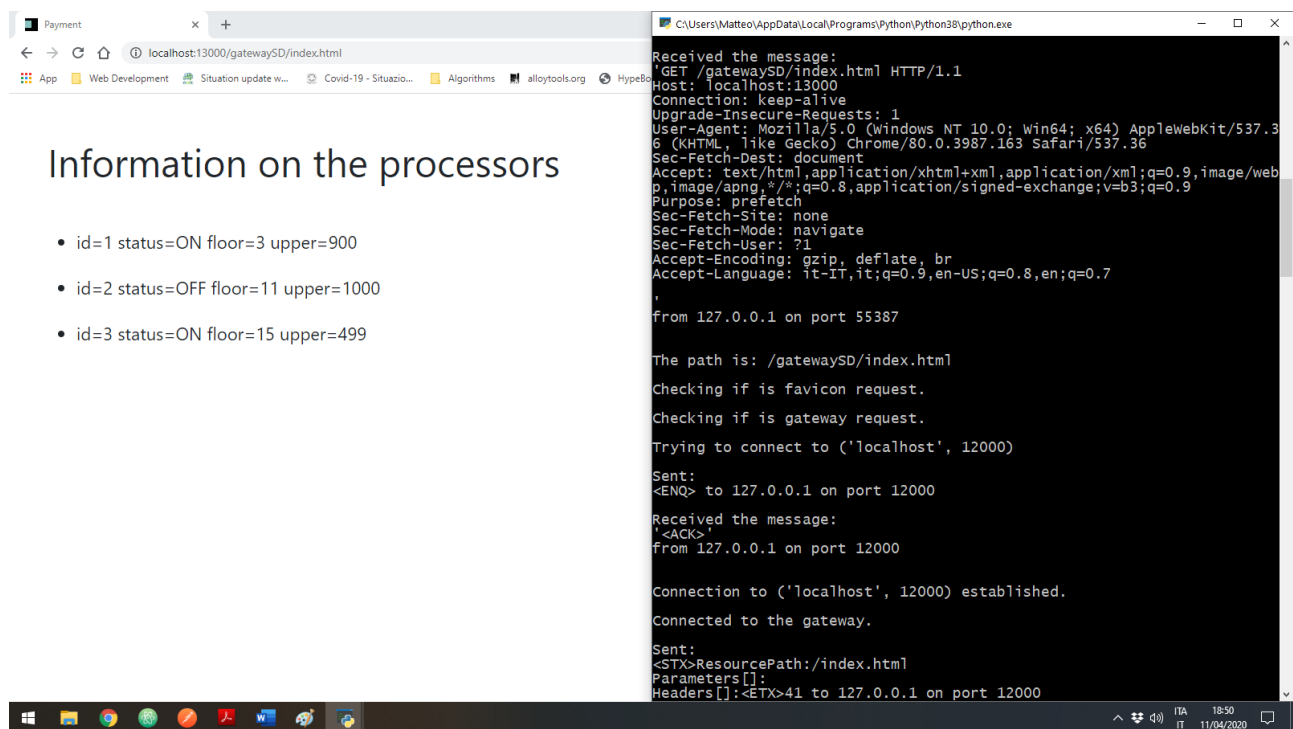 Payment
localhost:13000/gatewaySD/index.html
App Web Development Situation update w... Covid-19 - Situazio... Algorithms alloytools.org HypeBo
Information on the processors
id=1 status=ON floor=3 upper=900
id=2 status=OFF floor=11 upper=1000
id=3 status=ON floor=15 upper=499
C:\Users\Matteo\AppData\Local\Programs\Python\Python38\python.exe
Received the message:
'GET /gatewaySD/index.html HTTP/1.1
Host: localhost:13000
Connection: keep-alive
Upgrade-Insecure-Requests: 1
User-Agent: Mozilla/5.0 (Windows NT 10.0; Win64; x64) AppleWebKit/537.3
6 (KHTML, like Gecko) Chrome/80.0.3987.163 Safari/537.36
Sec-Fetch-Dest: document
Accept: text/html,application/xhtml+xml,application/xml;q=0.9,image/web
p,image/apng,*/*;q=0.8,application/signed-exchange;v=b3;q=0.9
Purpose: prefetch
Sec-Fetch-Site: none
Sec-Fetch-Mode: navigate
Sec-Fetch-User: ?1
Accept-Encoding: gzip, deflate, br
Accept-Language: it-IT,it;q=0.9,en-US;q=0.8,en;q=0.7
'
from 127.0.0.1 on port 55387
The path is: /gatewaySD/index.html
Checking if is favicon request.
Checking if is gateway request.
Trying to connect to ('localhost', 12000)
Sent:
<ENQ> to 127.0.0.1 on port 12000
Received the message:
'<ACK>'
from 127.0.0.1 on port 12000
Connection to ('localhost', 12000) established.
Connected to the gateway.
Sent:
<STX>ResourcePath:/index.html
Parameters[]:
Headers[]:<ETX>41 to 127.0.0.1 on port 12000
ITA 18:50
IT 11/04/2020